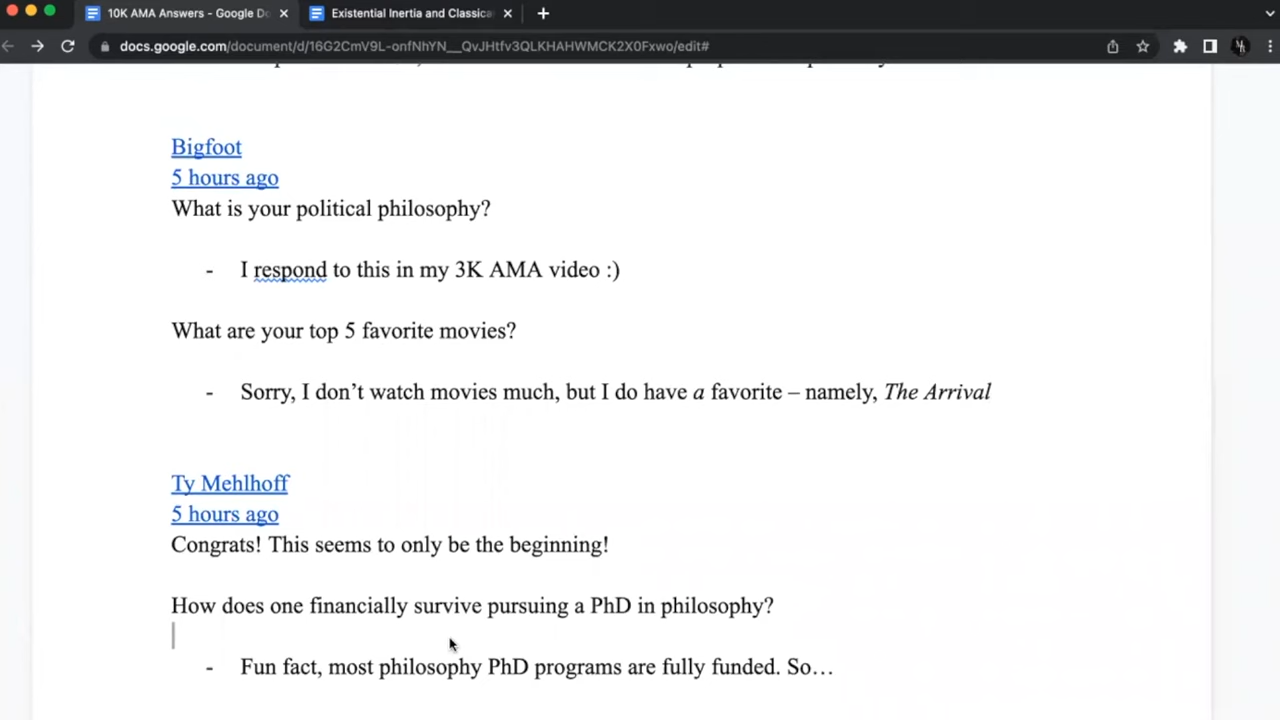 10K AMA Answers - Google Do
Existential Inertia and Classica
docs.google.com/document/d/16G2CmV9L-onfNhYN__QvJHtfv3QLKHAHWMCK2X0Fxwo/edit#
Bigfoot
5 hours ago
What is your political philosophy?
- I respond to this in my 3K AMA video :)
What are your top 5 favorite movies?
- Sorry, I don’t watch movies much, but I do have a favorite – namely, The Arrival
Ty Mehlhoff
5 hours ago
Congrats! This seems to only be the beginning!
How does one financially survive pursuing a PhD in philosophy?
- Fun fact, most philosophy PhD programs are fully funded. So…